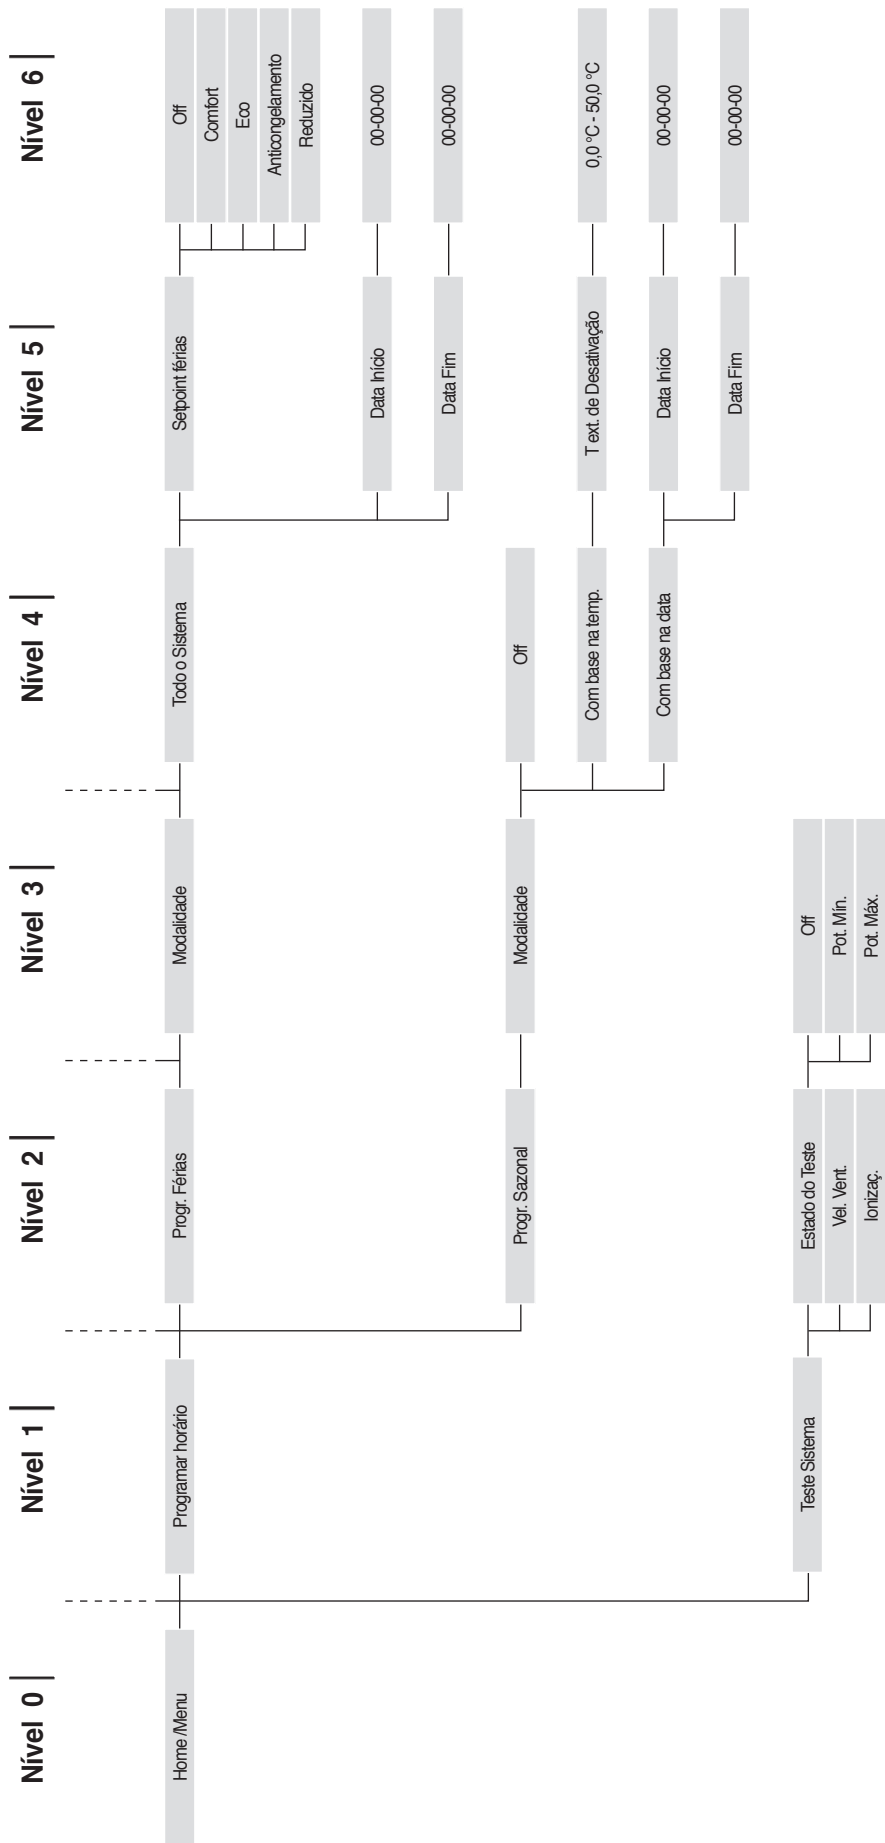 Nível 0
Nível 1
Nível 2
Nível 3
Nível 4
Nível 5
Nível 6
Home /Menu
Programar horário
Progr. Férias
Modalidade
Todo o Sistema
Setpoint férias
Off
Comfort
Eco
Anticongelamento
Reduzido
Data Início
00-00-00
Data Fim
00-00-00
Progr. Sazonal
Modalidade
Off
Com base na temp.
T ext. de Desativação
0,0 °C - 50,0 °C
Com base na data
Data Início
00-00-00
Data Fim
00-00-00
Teste Sistema
Estado do Teste
Off
Vel. Vent.
Pot. Mín.
Ionizaç.
Pot. Máx.